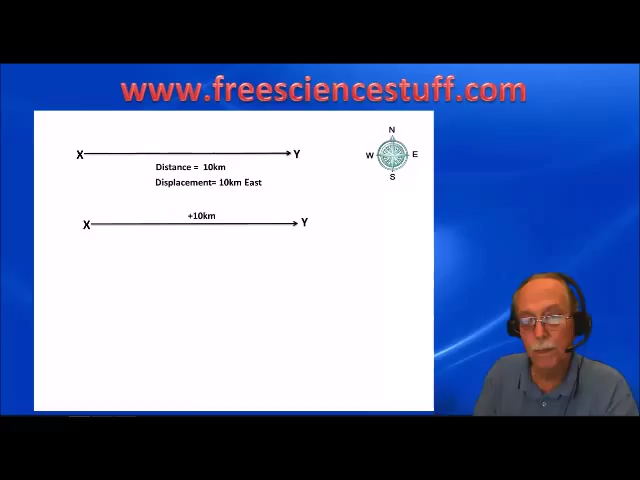 www.freesciencestuff.com
N
X Y W E
Distance = 10km
S
Displacement= 10km East
+10km
X Y